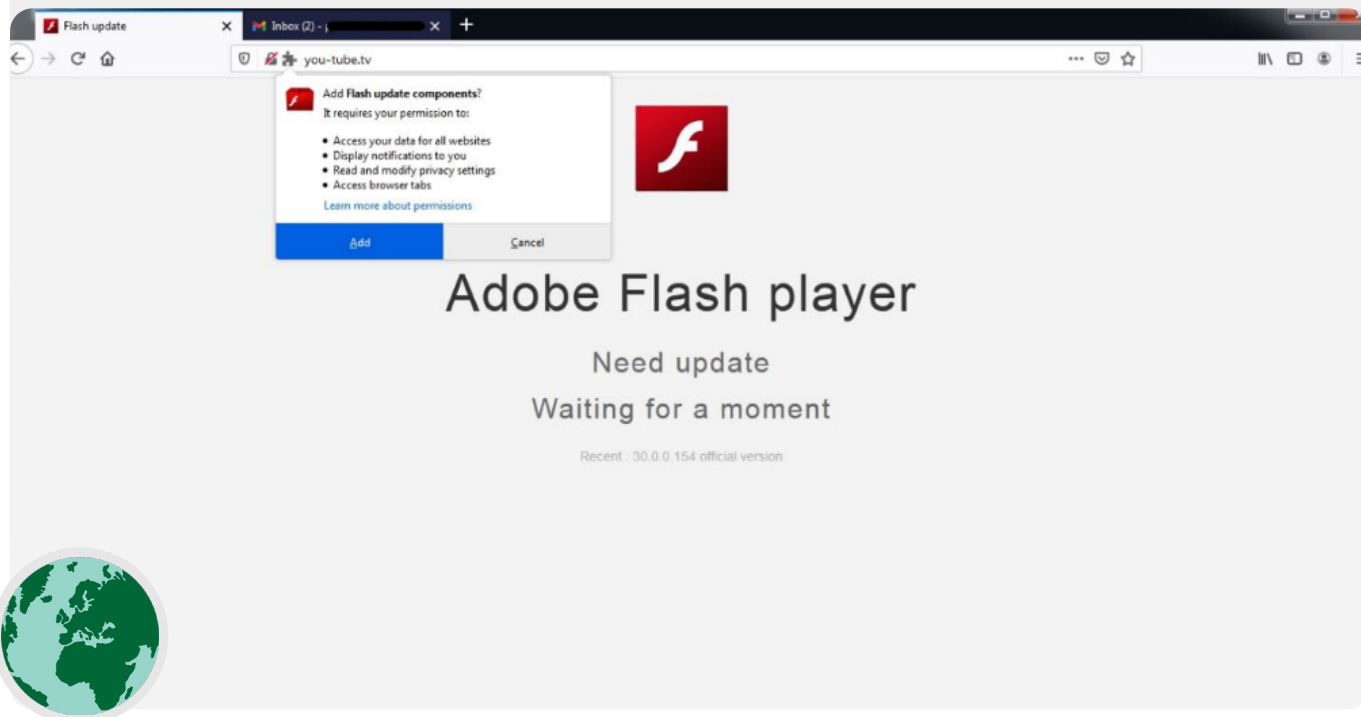 Flash update
Inbox (2) -
you-tube.tv
Add Flash update components?
It requires your permission to:
• Access your data for all websites
• Display notifications to you
• Read and modify privacy settings
• Access browser tabs
Learn more about permissions
Add
Cancel
Adobe Flash player
Need update
Waiting for a moment
Recent : 30.0.0.154 official version